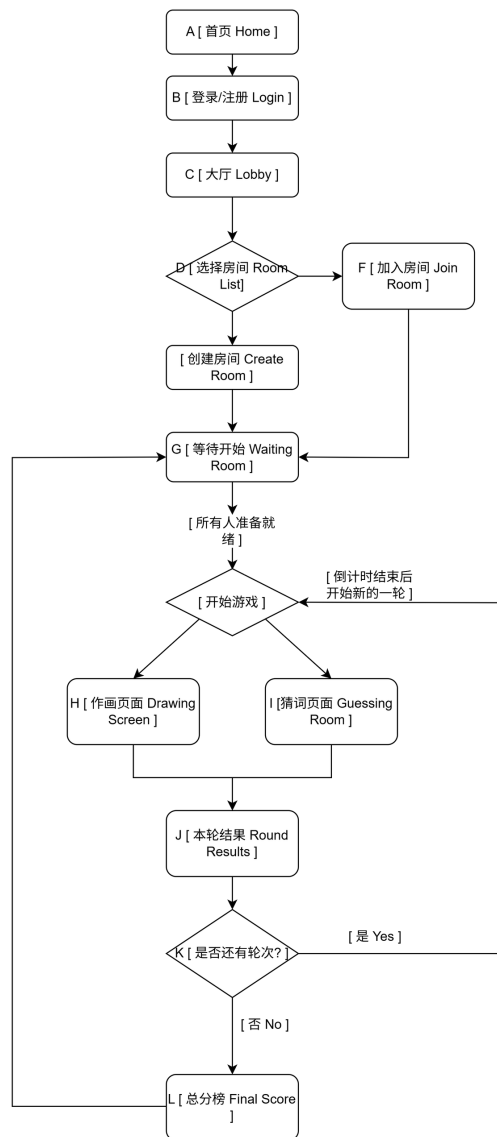 A [ 首页 Home ]
B [ 登录/注册 Login ]
C [ 大厅 Lobby ]
D [ 选择房间 Room
List]
F [ 加入房间 Join
Room ]
[ 创建房间 Create
Room ]
G [ 等待开始 Waiting
Room ]
[ 所有人准备就
绪 ]
[ 倒计时结束后
开始新的一轮 ]
[ 开始游戏 ]
H [ 作画页面 Drawing
Screen ]
I [猜词页面 Guessing
Room ]
J [ 本轮结果 Round
Results ]
[ 是 Yes ]
K [ 是否还有轮次? ]
[ 否 No ]
L [ 总分榜 Final Score
]